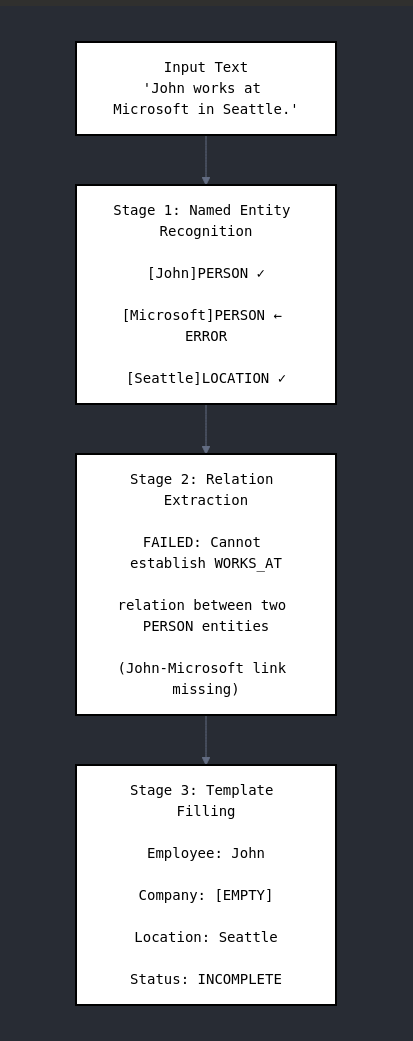 Input Text
'John works at
Microsoft in Seattle.'
Stage 1: Named Entity
Recognition
[John]PERSON ✓
[Microsoft]PERSON ←
ERROR
[Seattle]LOCATION ✓
Stage 2: Relation
Extraction
FAILED: Cannot
establish WORKS_AT
relation between two
PERSON entities
(John-Microsoft link
missing)
Stage 3: Template
Filling
Employee: John
Company: [EMPTY]
Location: Seattle
Status: INCOMPLETE